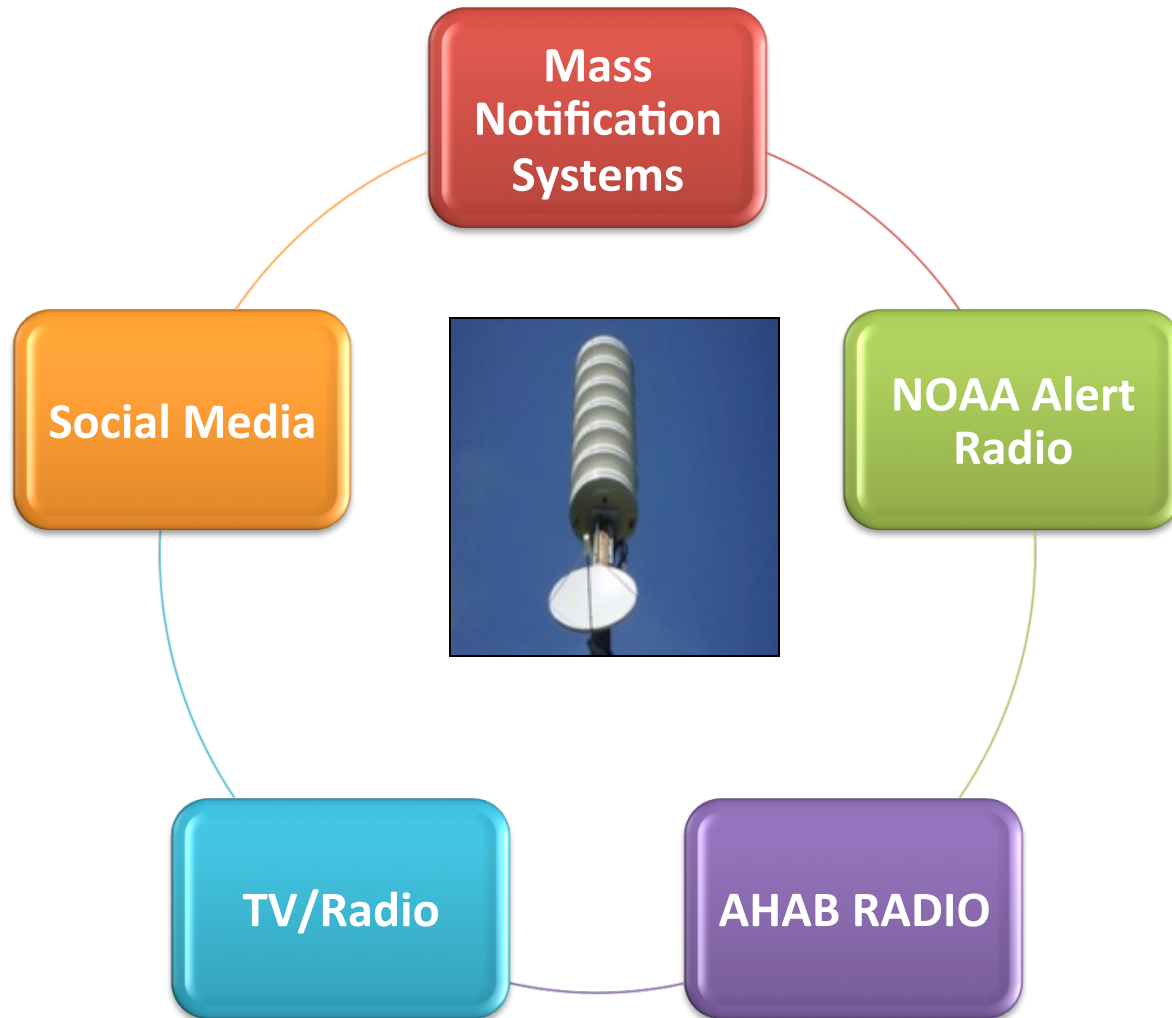 Mass
Notification
Systems
NOAA Alert
Radio
AHAB RADIO
TV/Radio
Social Media